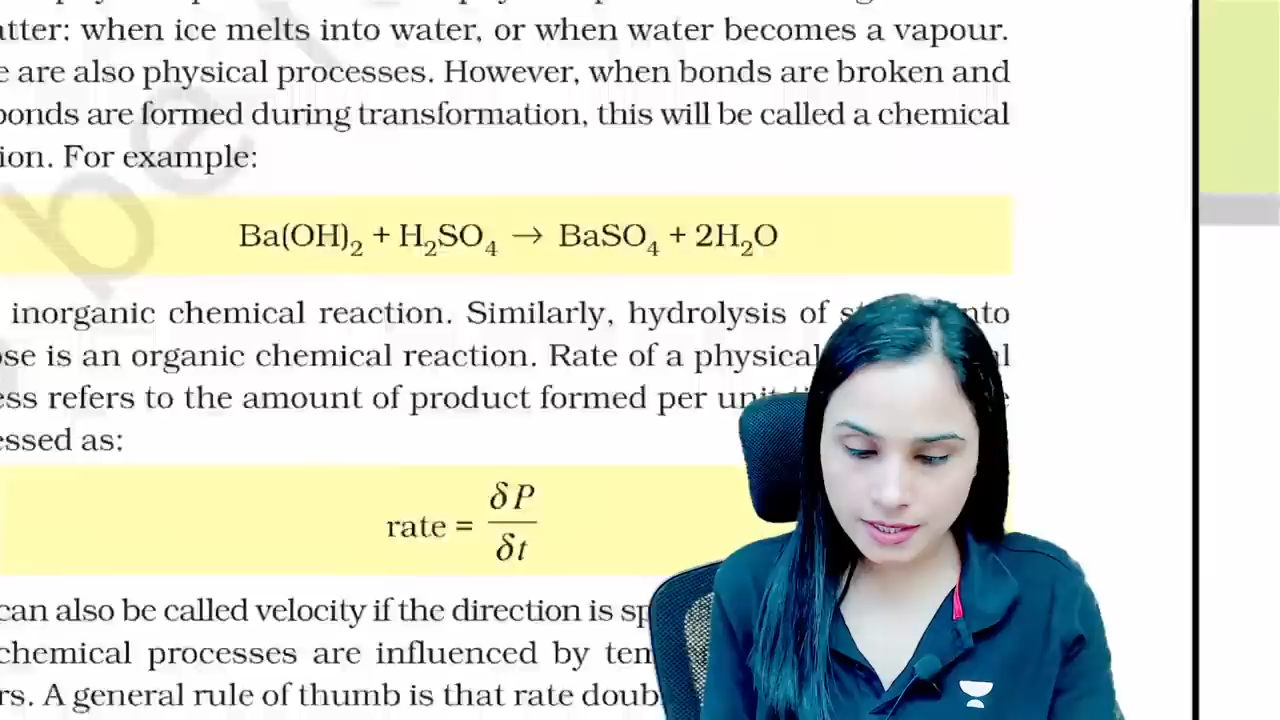 atter: when ice melts into water, or when water becomes a vapour.
e are also physical processes. However, when bonds are broken and
bonds are formed during transformation, this will be called a chemical
ion. For example:
Ba(OH)₂ + H₂SO₄ → BaSO₄ + 2H₂O
inorganic chemical reaction. Similarly, hydrolysis of s nto
ose is an organic chemical reaction. Rate of a physical l
ess refers to the amount of product formed per unit e
essed as:
rate = δP
δt
can also be called velocity if the direction is sp
chemical processes are influenced by tem
rs. A general rule of thumb is that rate doub